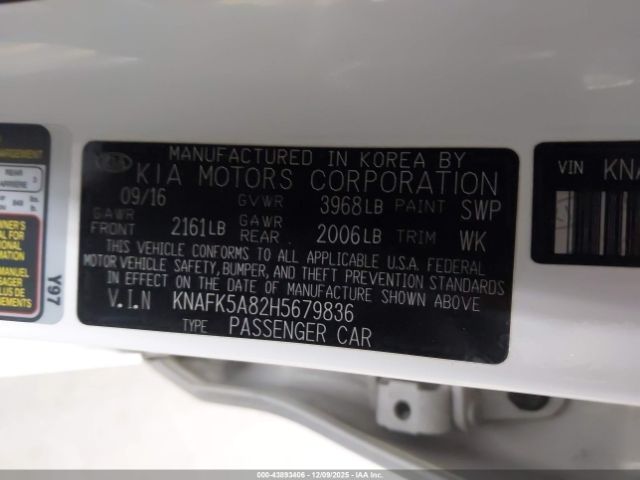 MANUFACTURED IN KOREA BY
KIA KIA MOTORS CORPORATION
09/16 GVWR 3968LB PAINT SWP
GAWR FRONT 2161LB GAWR REAR 2006LB TRIM WK
THIS VEHICLE CONFORMS TO ALL APPLICABLE U.S.A. FEDERAL
MOTOR VEHICLE SAFETY, BUMPER, AND THEFT PREVENTION STANDARDS
IN EFFECT ON THE DATE OF MANUFACTURE SHOWN ABOVE.
V.I.N KNAFK5A82H5679836
TYPE PASSENGER CAR
REAR
Y97
VIN KNA
000-43893406 - 12/09/2025 - IAA Inc.